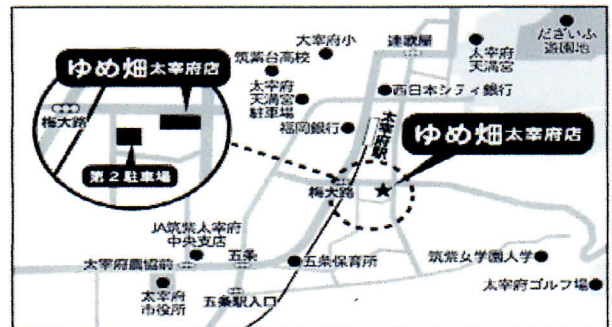 ゆめ畑 太宰府店
梅大路
第2駐車場
大宰府小
筑紫台高校
太宰府
天満宮
駐車場
福岡銀行
連歌屋
西日本シティ銀行
太宰府
天満宮
だざいふ
遊園地
太宰府駅
ゆめ畑 太宰府店
梅大路
JA筑紫太宰府
中央支店
太宰府農協前
五条
五条保育所
太宰府
市役所
五条駅入口
筑紫女学園大学
太宰府ゴルフ場